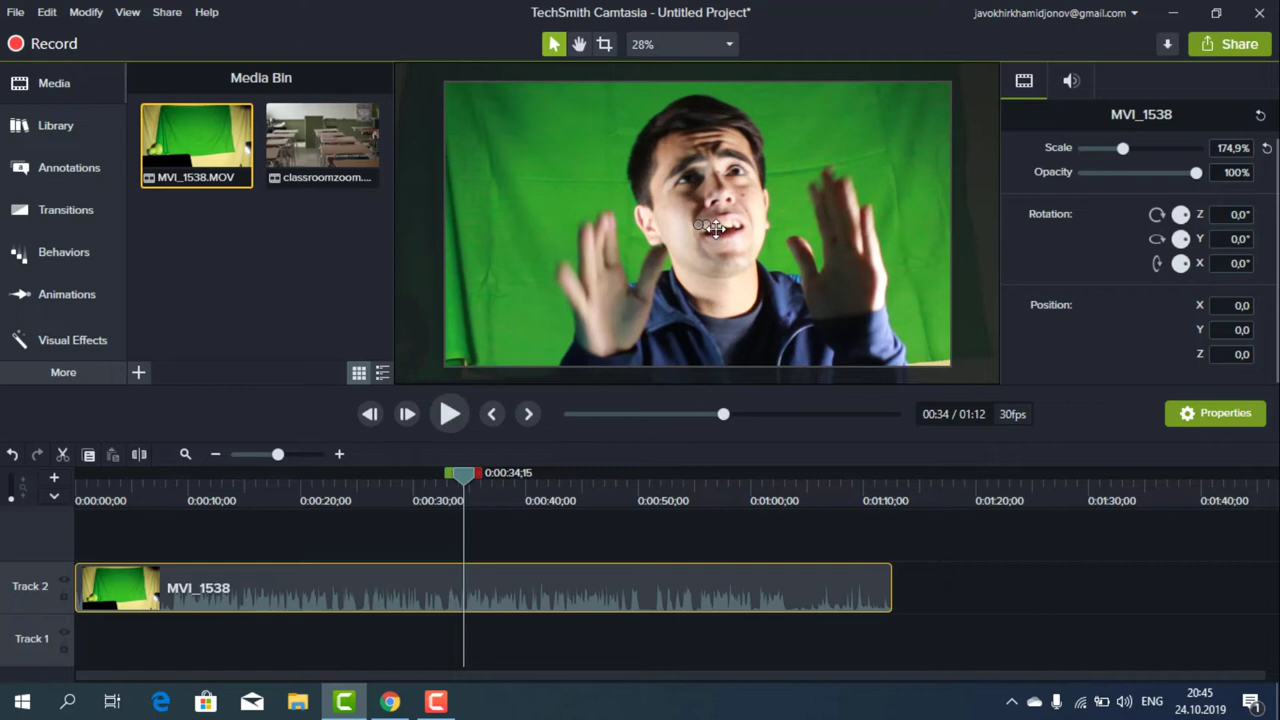 File Edit Modify View Share Help TechSmith Camtasia - Untitled Project* javokhirkhamidjonov@gmail.com
Record 28% Share
Media
Library
Annotations
Transitions
Behaviors
Animations
Visual Effects
More
Media Bin
MVI_1538.MOV classroomzoom....
MVI_1538
Scale 174,9%
Opacity 100%
Rotation: Z 0,0°
Y 0,0°
X 0,0°
Position: X 0,0
Y 0,0
Z 0,0
00:34 / 01:12 30fps Properties
0:00:34;15
0:00:00;00 0:00:10;00 0:00:20;00 0:00:30;00 0:00:40;00 0:00:50;00 0:01:00;00 0:01:10;00 0:01:20;00 0:01:30;00 0:01:40;00
Track 2 MVI_1538
Track 1
ENG 20:45
24.10.2019 1